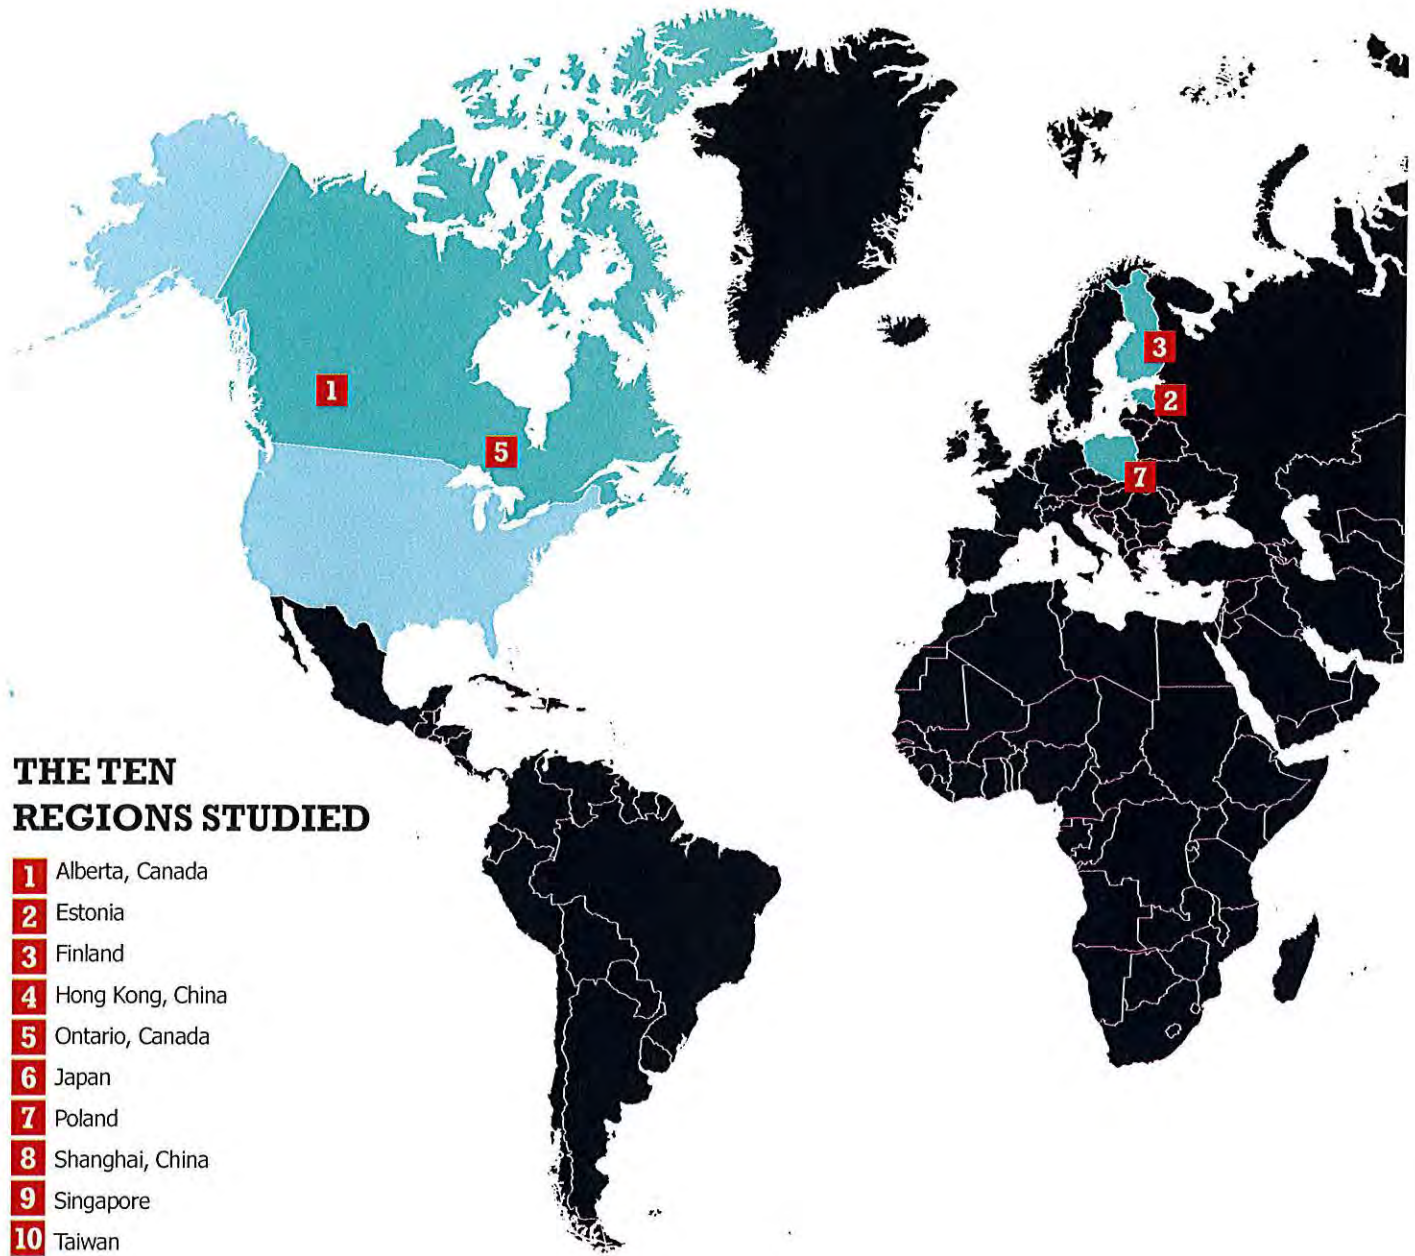 1
5
3
2
7
THE TEN
REGIONS STUDIED
1 Alberta, Canada
2 Estonia
3 Finland
4 Hong Kong, China
5 Ontario, Canada
6 Japan
7 Poland
8 Shanghai, China
9 Singapore
10 Taiwan